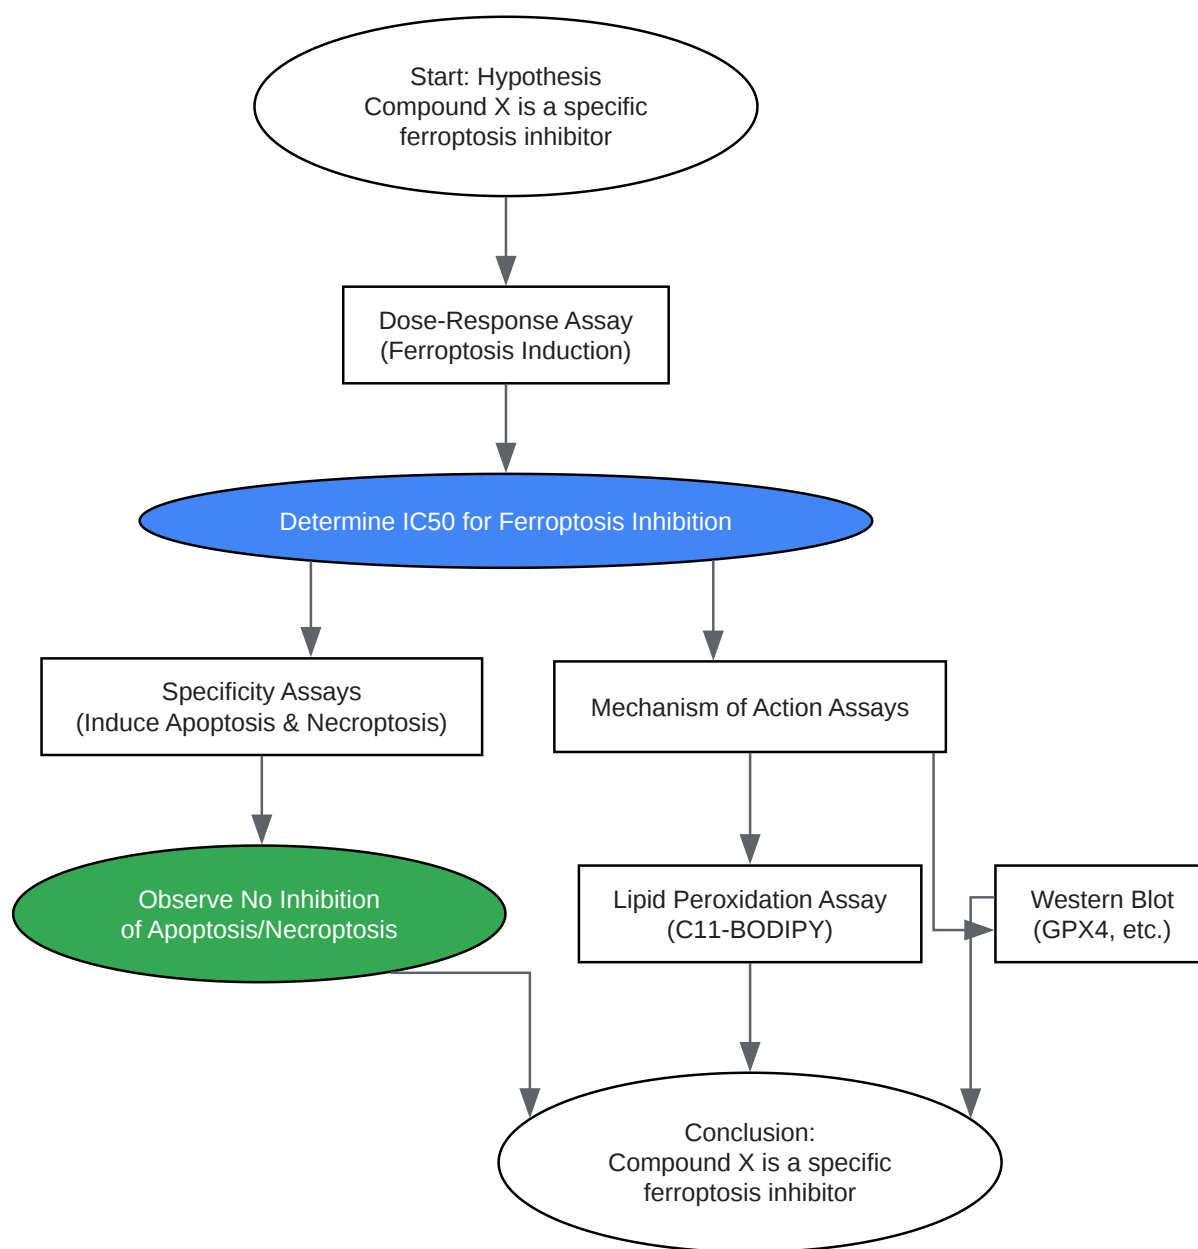 Start: Hypothesis
Compound X is a specific
ferroptosis inhibitor
Dose-Response Assay
(Ferroptosis Induction)
Determine IC50 for Ferroptosis Inhibition
Specificity Assays
(Induce Apoptosis & Necroptosis)
Mechanism of Action Assays
Observe No Inhibition
of Apoptosis/Necroptosis
Lipid Peroxidation Assay
(C11-BODIPY)
Western Blot
(GPX4, etc.)
Conclusion:
Compound X is a specific
ferroptosis inhibitor